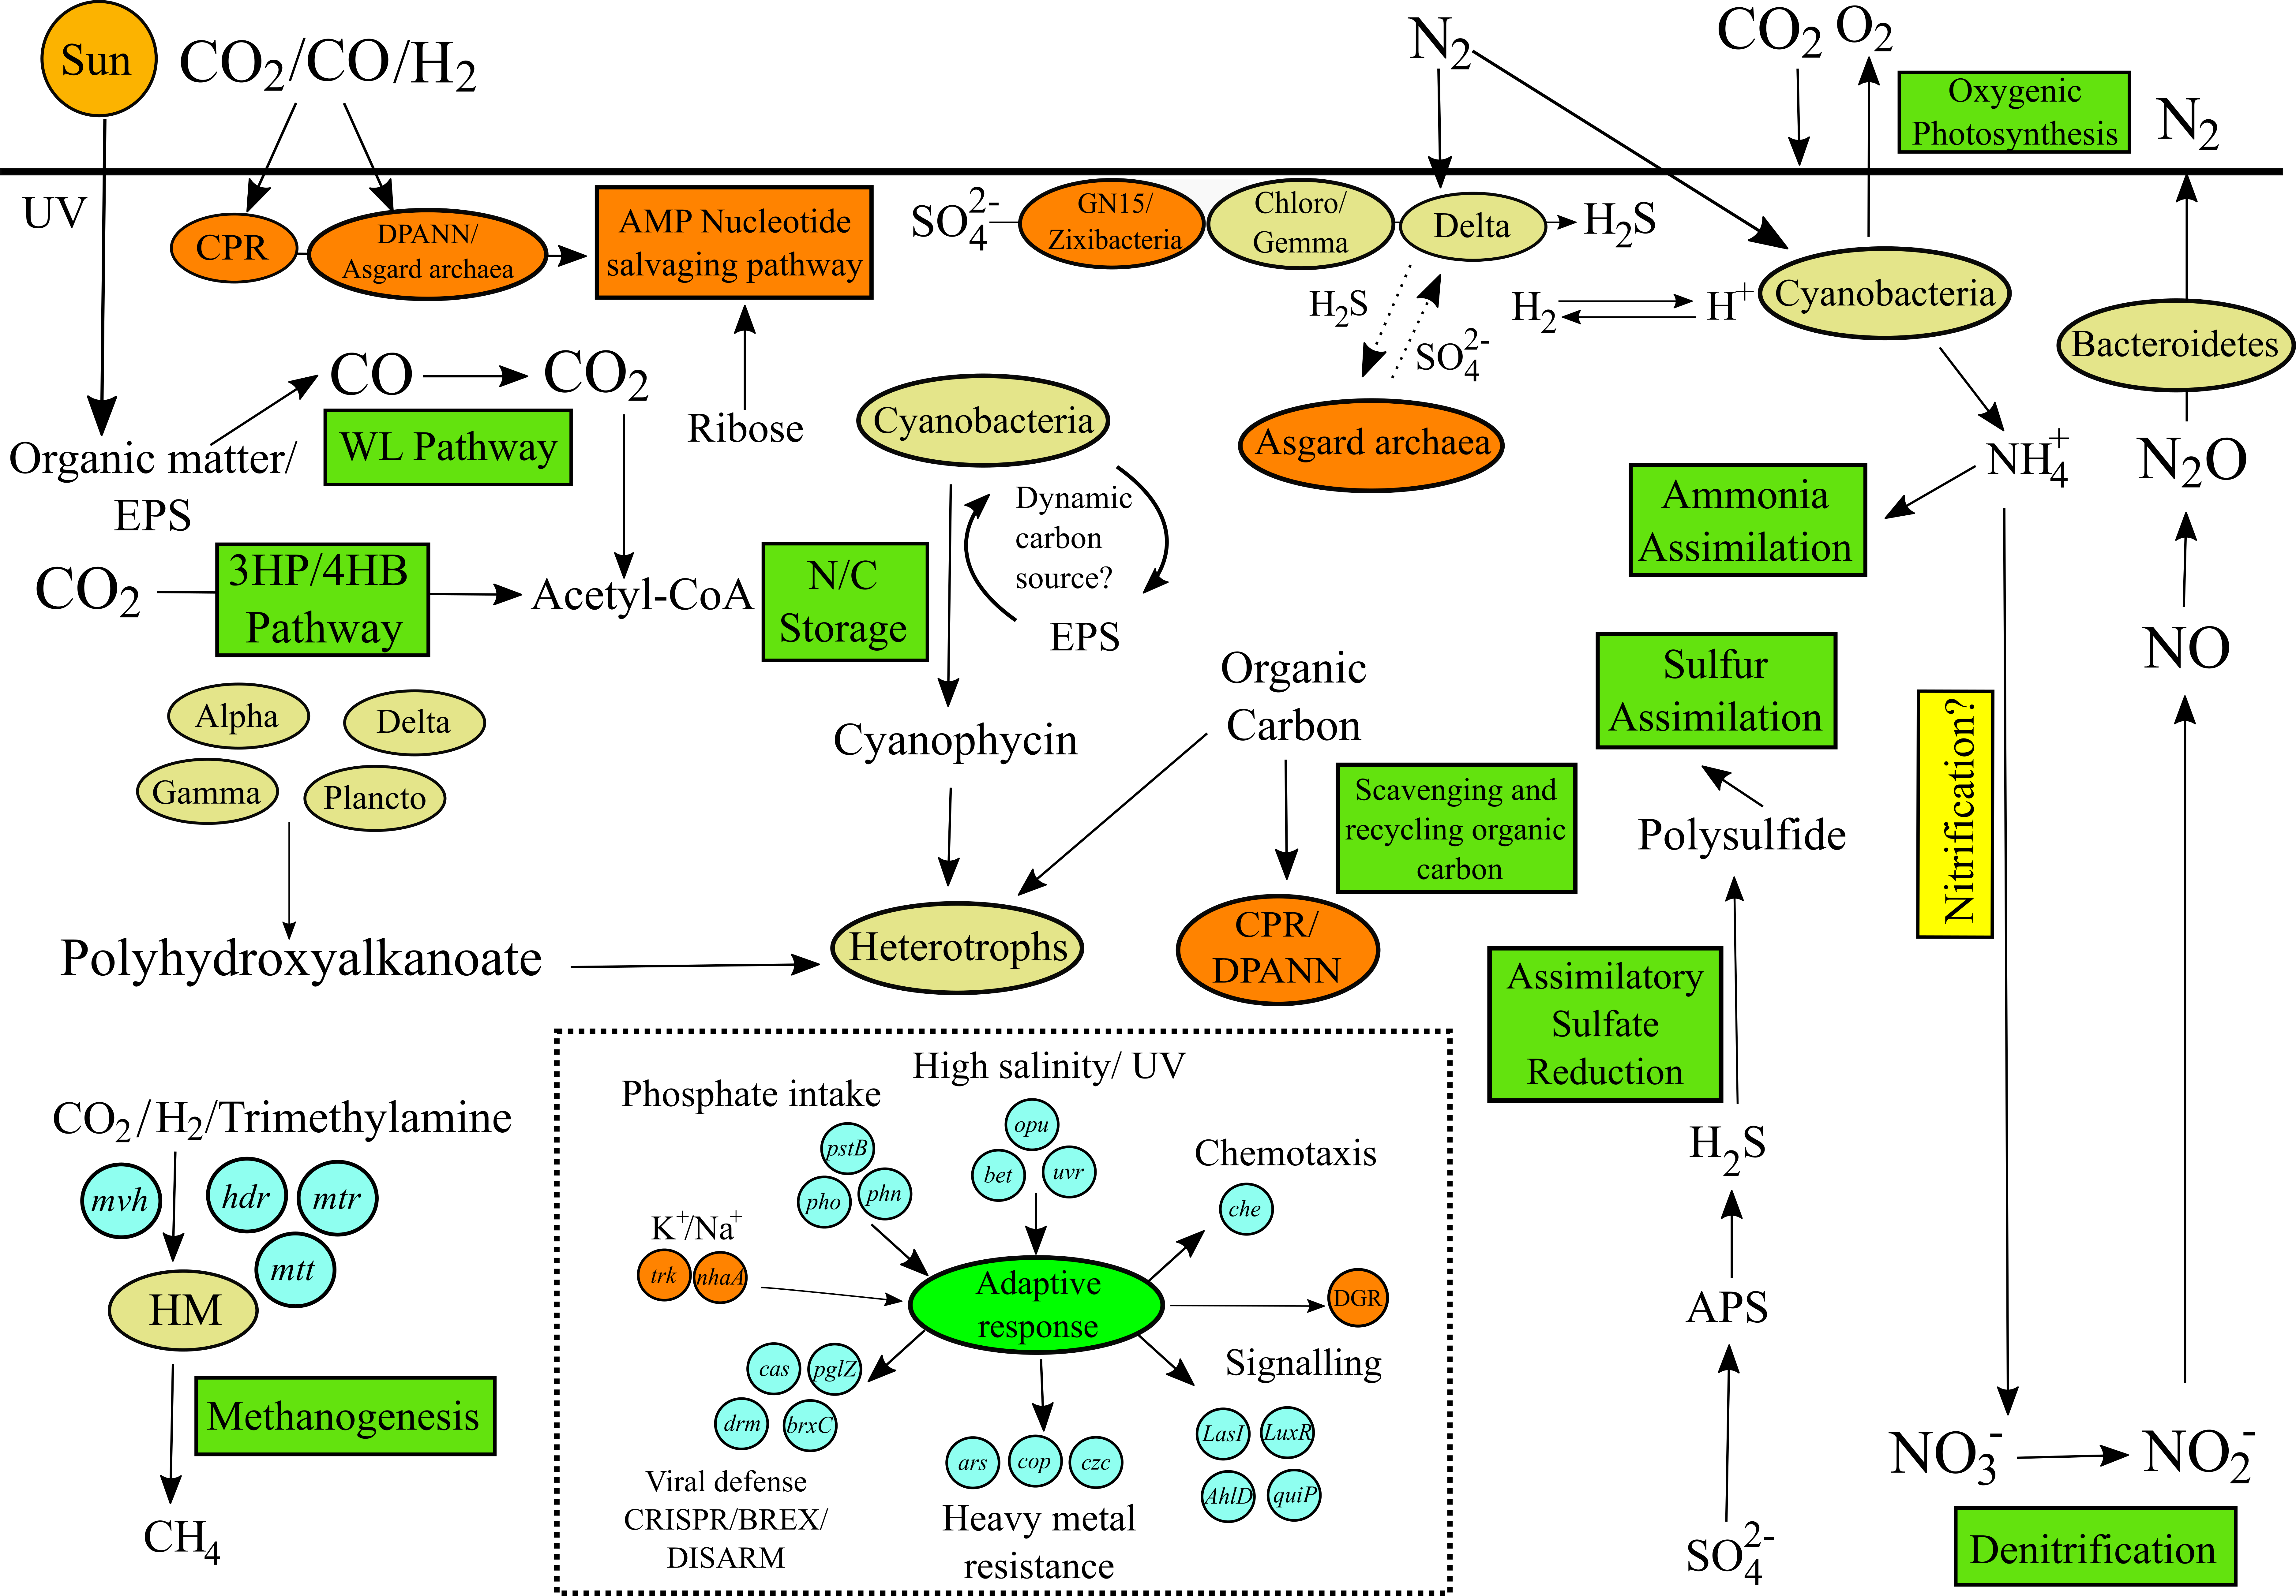 Sun
CO2/CO/H2
N2
CO2 O2
Oxygenic
Photosynthesis
N2
UV
CPR
DPANN/
Asgard archaea
AMP Nucleotide
salvaging pathway
SO4 2-
GN15/
Zixibacteria
Chloro/
Gemma
Delta
H2S
H2S
SO4 2-
H2
H+
Cyanobacteria
Bacteroidetes
CO
CO2
WL Pathway
Ribose
Organic matter/
EPS
Cyanobacteria
Asgard archaea
Dynamic
carbon
source?
EPS
NH4+
N2O
Ammonia
Assimilation
CO2
3HP/4HB
Pathway
Acetyl-CoA
N/C
Storage
NO
Alpha
Delta
Gamma
Plancto
Cyanophycin
Organic
Carbon
Sulfur
Assimilation
Nitrification?
Scavenging and
recycling organic
carbon
Polysulfide
Polyhydroxyalkanoate
Heterotrophs
CPR/
DPANN
Assimilatory
Sulfate
Reduction
CO2/H2/Trimethylamine
mvh
hdr
mtr
mtt
HM
Methanogenesis
CH4
High salinity/ UV
Phosphate intake
opu
bet
uvr
pstB
pho
phn
Chemotaxis
che
K+/Na+
trk
nhaA
Adaptive
response
DGR
Signalling
cas
pglZ
drm
brxC
LasI
LuxR
AhlD
quiP
ars
cop
czc
Viral defense
CRISPR/BREX/
DISARM
Heavy metal
resistance
H2S
APS
SO4 2-
NO3-
NO2-
Denitrification